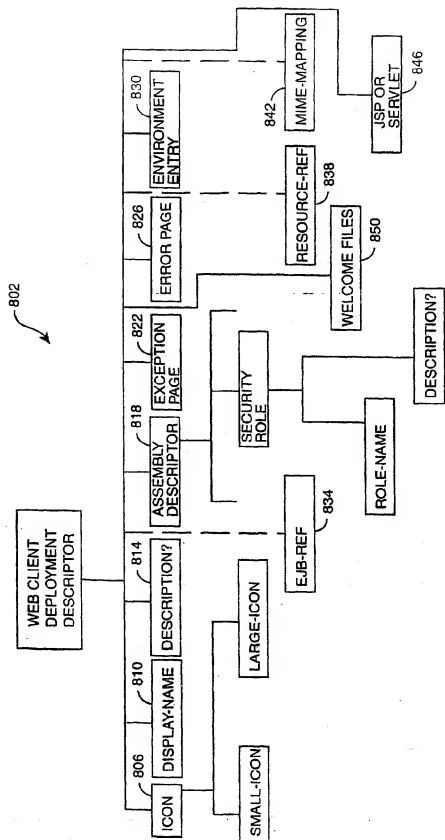 802
WEB CLIENT
DEPLOYMENT
DESCRIPTOR
806
ICON
810
DISPLAY-NAME
814
DESCRIPTION?
818
ASSEMBLY
DESCRIPTOR
822
EXCEPTION
PAGE
826
ERROR PAGE
830
ENVIRONMENT
ENTRY
SMALL-ICON
LARGE-ICON
EJB-REF
834
SECURITY
ROLE
ROLE-NAME
DESCRIPTION?
WELCOME FILES
850
RESOURCE-REF
838
842
MIME-MAPPING
JSP OR
SERVLET
846